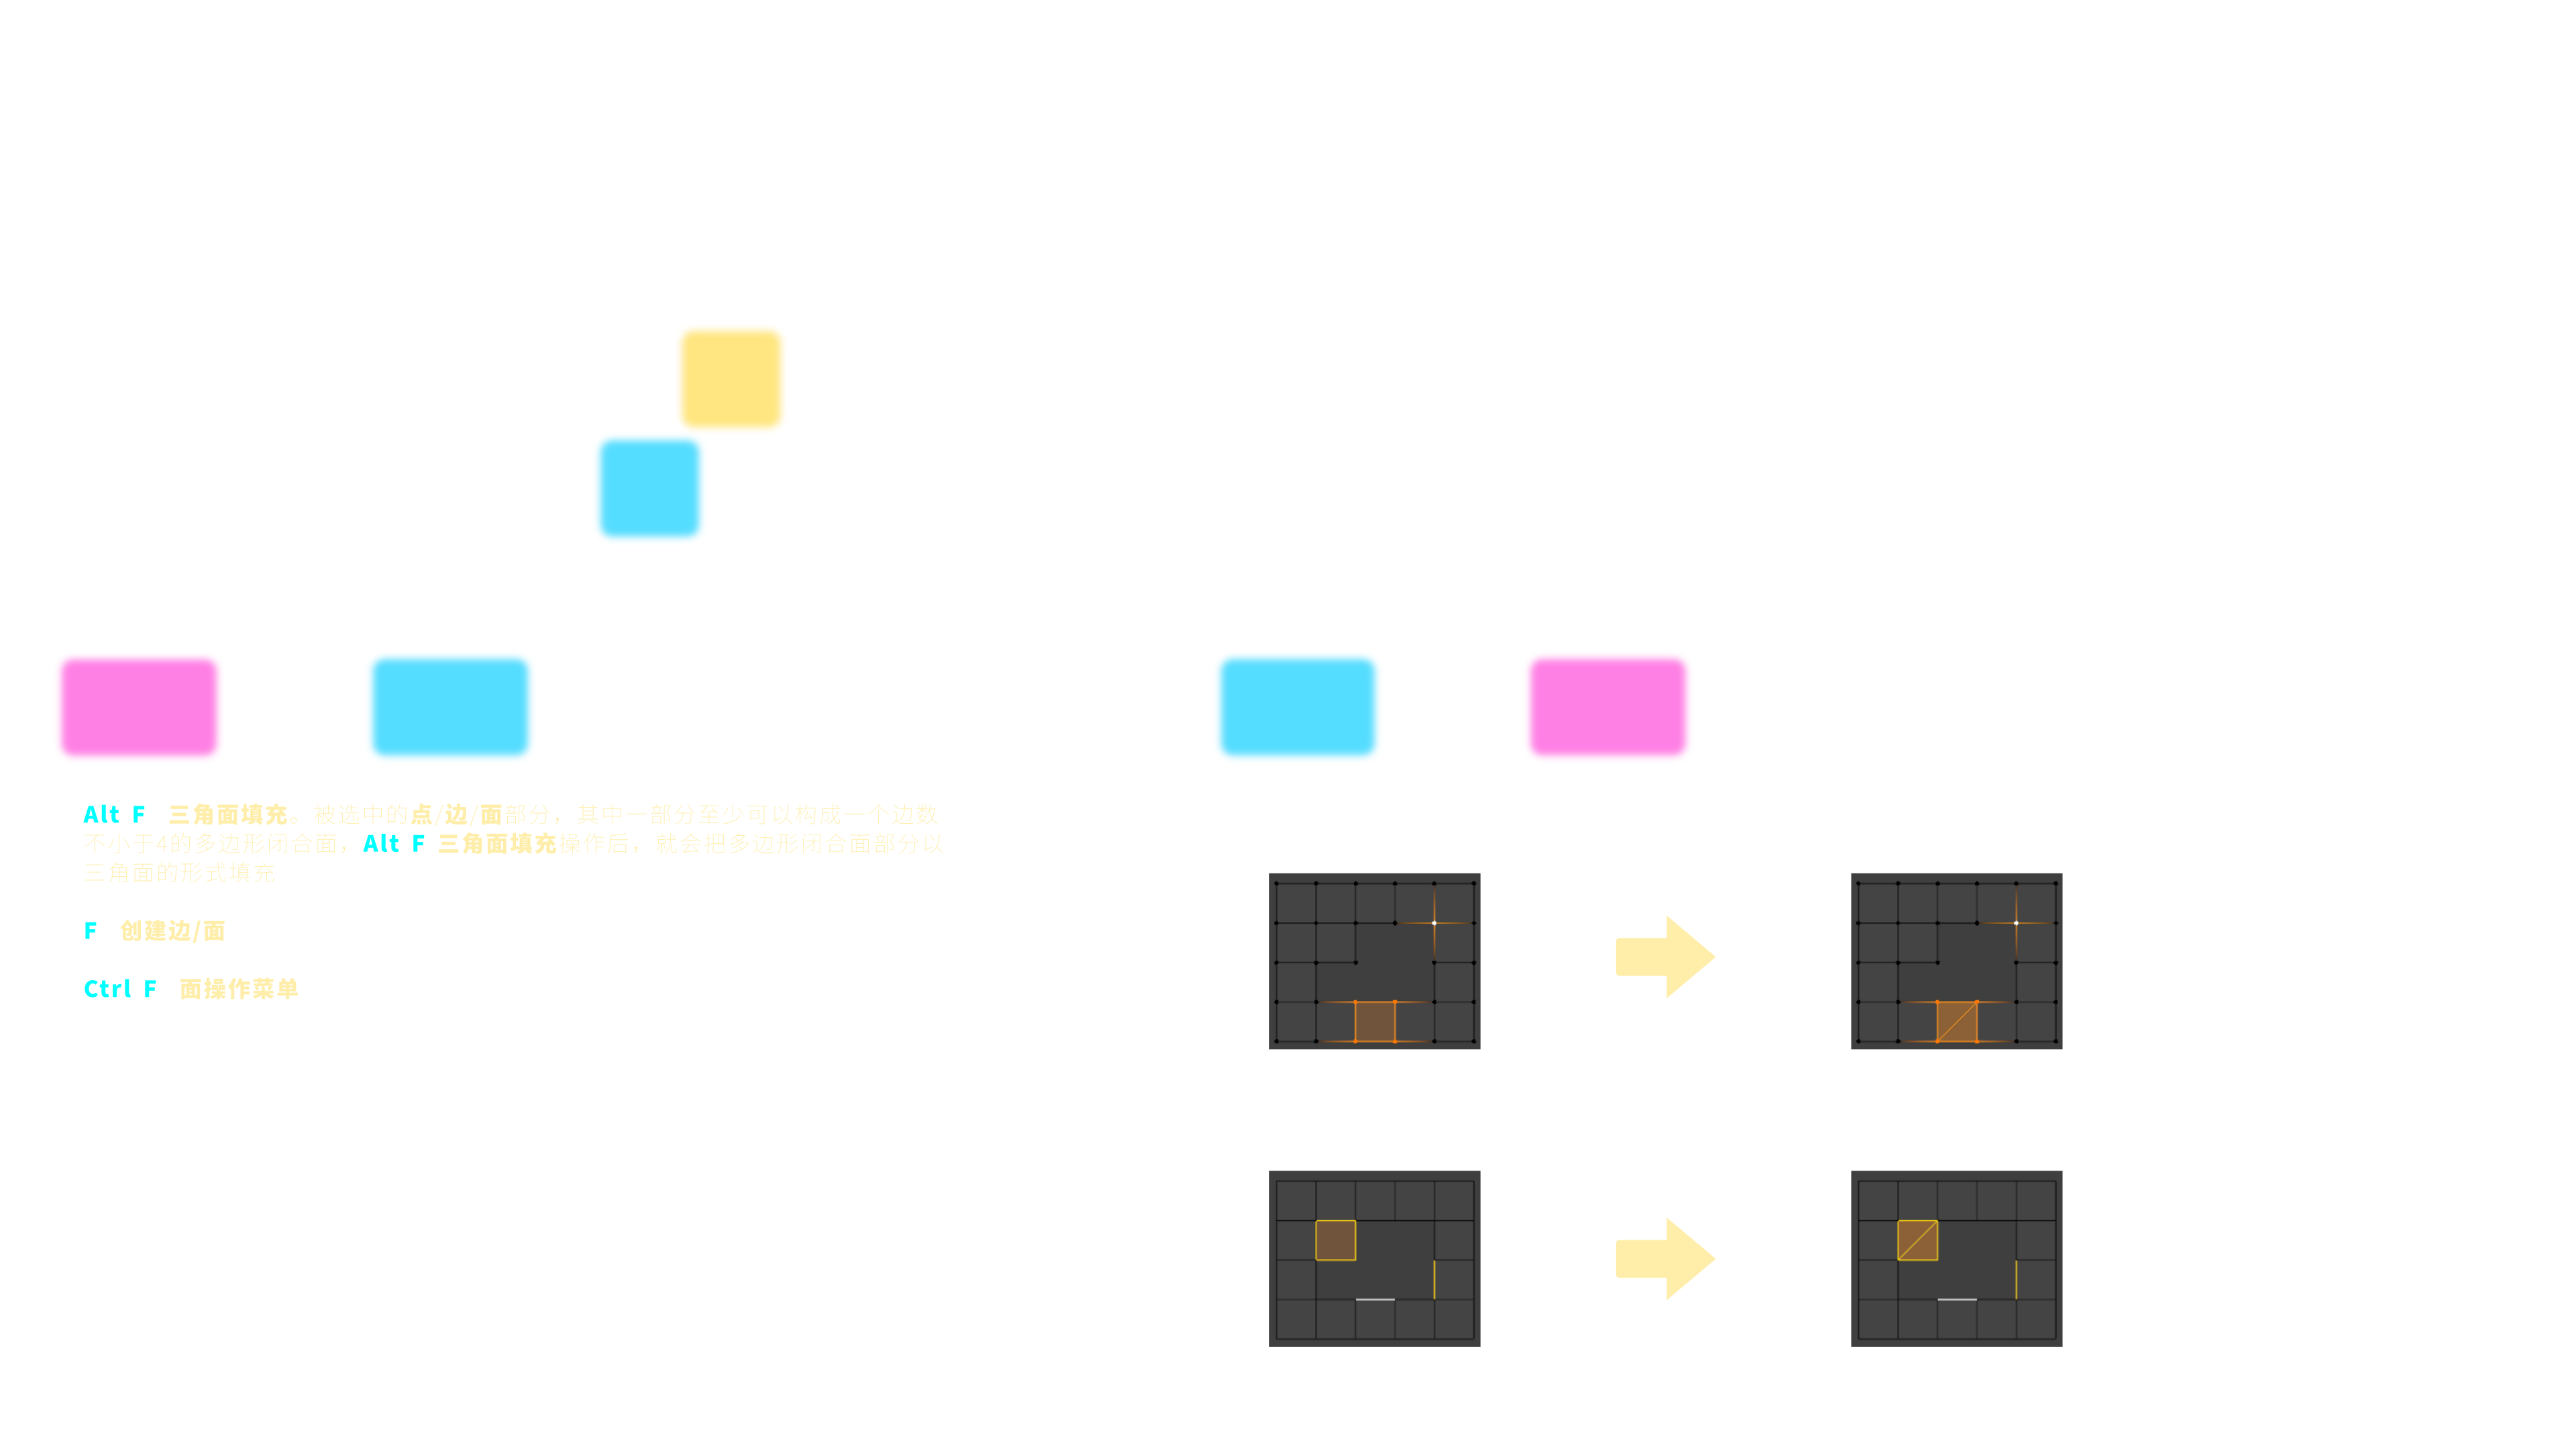 Alt F 三角面填充。被选中的点/边/面部分，其中一部分至少可以构成一个边数
不小于4的多边形闭合面，Alt F 三角面填充操作后，就会把多边形闭合面部分以
三角面的形式填充
F 创建边/面
Ctrl F 面操作菜单